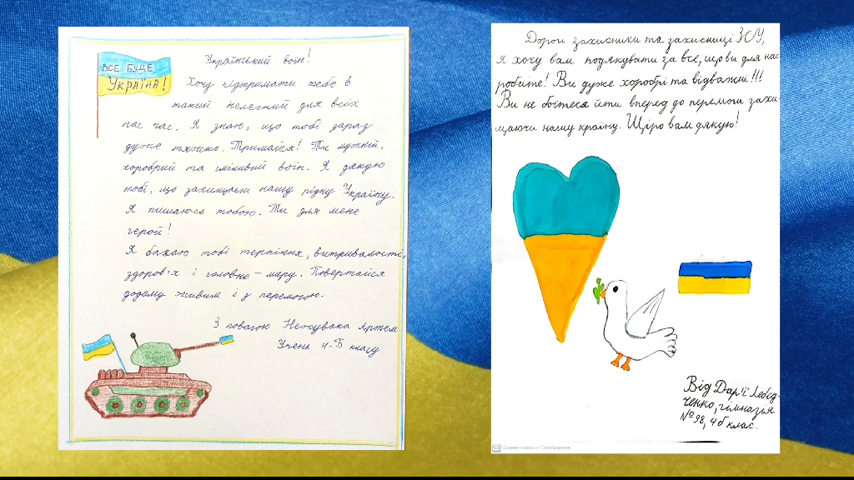 ВСЕ БУДЕ
УКРАЇНА!
Український воїн!
Хочу підтримати тебе в
такий нелегкий для всіх
нас час. Я знаю, що тобі зараз
дуже тяжко. Тримайся! Ти мужній,
хоробрий та сміливий воїн. Я дякую
тобі, що захищаєш нашу рідну Україну.
Я пишаюсь тобою. Ти для мене
герой!
Я бажаю тобі терпіння, витривалості,
здоров'я і головне - миру. Повертайся
додому живим і з перемогою.
З повагою Артем
Учень 4-Б класу
Дорогі захисники та захисниці ЗСУ,
я хочу вам подякувати за все, що ви для нас
робите! Ви дуже хоробрі та відважні!!!
Ви не боїтеся йти вперед до перемоги захи
щаючи нашу країну. Щіро вам дякую!
Від Дар'ї Лебед-
ченко, гімназія
№98, 4б клас.